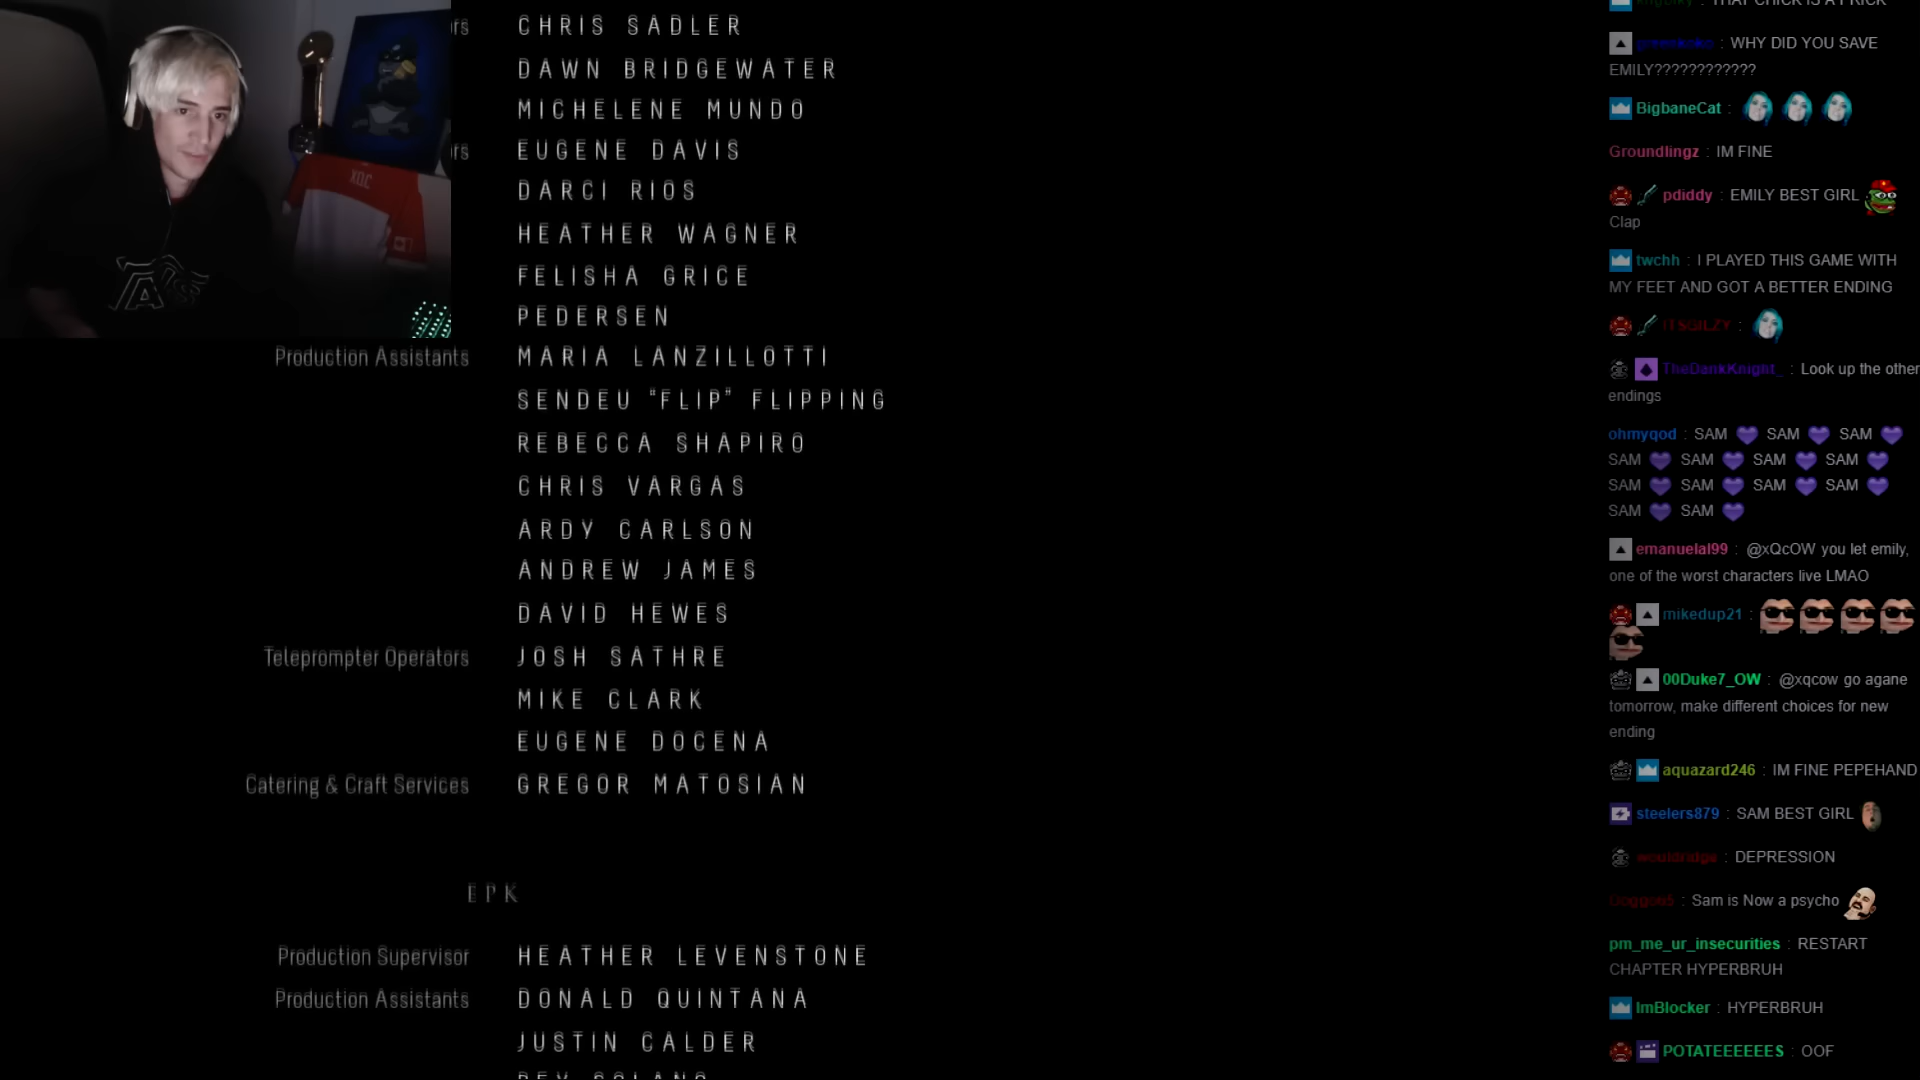 CHRIS SADLER
DAWN BRIDGEWATER
MICHELENE MUNDO
EUGENE DAVIS
DARCI RIOS
HEATHER WAGNER
FELISHA GRICE
PEDERSEN
Production Assistants MARIA LANZILLOTTI
SENDEU "FLIP" FLIPPING
REBECCA SHAPIRO
CHRIS VARGAS
ARDY CARLSON
ANDREW JAMES
DAVID HEWES
Teleprompter Operators JOSH SATHRE
MIKE CLARK
EUGENE DOCENA
Catering & Craft Services GREGOR MATOSIAN
EPK
Production Supervisor HEATHER LEVENSTONE
Production Assistants DONALD QUINTANA
JUSTIN CALDER
XQC
: WHY DID YOU SAVE
EMILY????????????
BigbaneCat :
Groundlingz : IM FINE
pdiddy : EMILY BEST GIRL
Clap
twchh : I PLAYED THIS GAME WITH
MY FEET AND GOT A BETTER ENDING
ITSGILZY :
TheDankKnight_ : Look up the other
endings
ohmyqod : SAM SAM SAM
SAM SAM SAM SAM
SAM SAM SAM SAM
SAM SAM
emanuelal99 : @xQcOW you let emily,
one of the worst characters live LMAO
mikedup21 :
00Duke7_OW : @xqcow go agane
tomorrow, make different choices for new
ending
aquazard246 : IM FINE PEPEHAND
steelers879 : SAM BEST GIRL
: DEPRESSION
: Sam is Now a psycho
pm_me_ur_insecurities : RESTART
CHAPTER HYPERBRUH
ImBlocker : HYPERBRUH
POTATEEEEEES : OOF